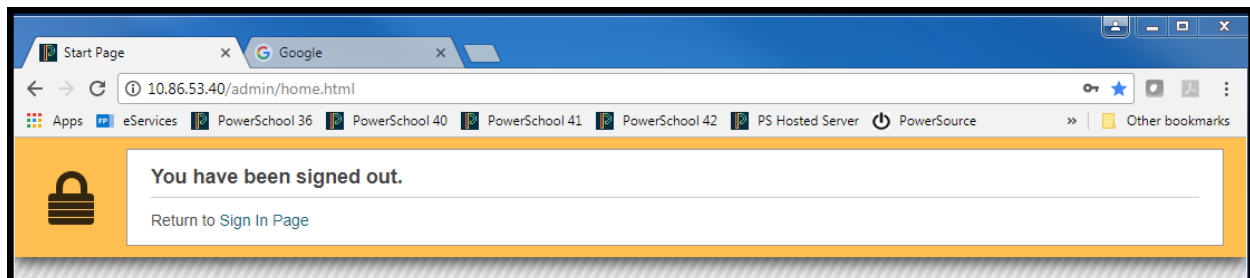 Start Page Google
10.86.53.40/admin/home.html
Apps FP eServices PowerSchool 36 PowerSchool 40 PowerSchool 41 PowerSchool 42 PS Hosted Server PowerSource » Other bookmarks
You have been signed out.
Return to Sign In Page